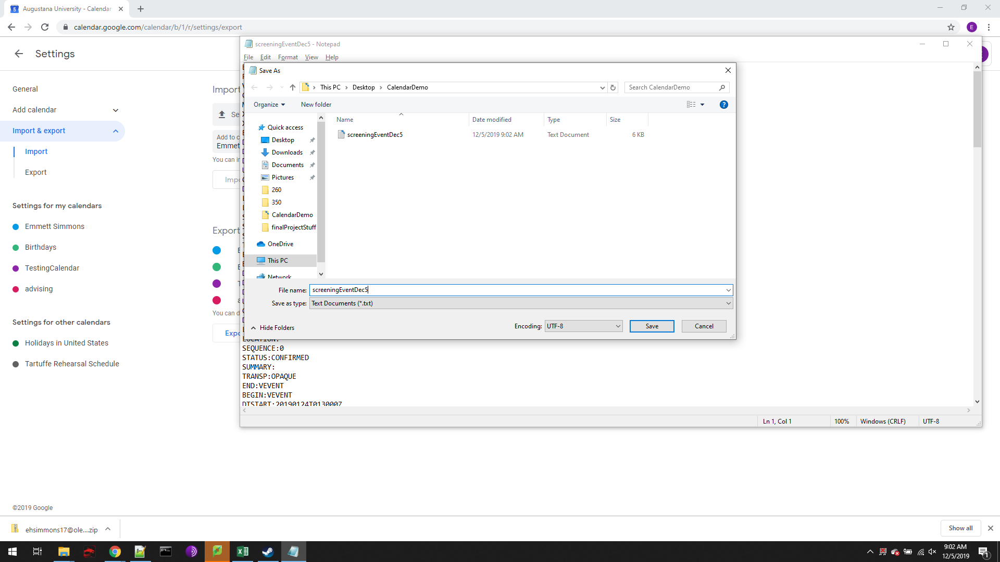 Augustana University - Calendar
calendar.google.com/calendar/b/1/r/settings/export
E
Settings
General
Add calendar
Import & export
Import
Export
Settings for my calendars
Emmett Simmons
Birthdays
TestingCalendar
advising
Settings for other calendars
Holidays in United States
Tartuffe Rehearsal Schedule
©2019 Google
Import
Se
Add to c
Emmet
You can i
Impo
Export
You can d
Expo
screeningEventDec5 - Notepad
File Edit Format View Help
Save As
This PC > Desktop > CalendarDemo
Search CalendarDemo
Organize
New folder
Quick access
Desktop
Downloads
Documents
Pictures
260
350
CalendarDemo
finalProjectStuff
OneDrive
This PC
Network
Name Date modified Type Size
screeningEventDec5 12/5/2019 9:02 AM Text Document 6 KB
File name: screeningEventDec5
Save as type: Text Documents (*.txt)
Hide Folders
Encoding: UTF-8
Save
Cancel
LOCATION:
SEQUENCE:0
STATUS:CONFIRMED
SUMMARY:
TRANSP:OPAQUE
END:VEVENT
BEGIN:VEVENT
DTSTART:20190124T013000Z
Ln 1, Col 1 100% Windows (CRLF) UTF-8
ehsimmons17@ole....zip
Show all
9:02 AM
12/5/2019
1